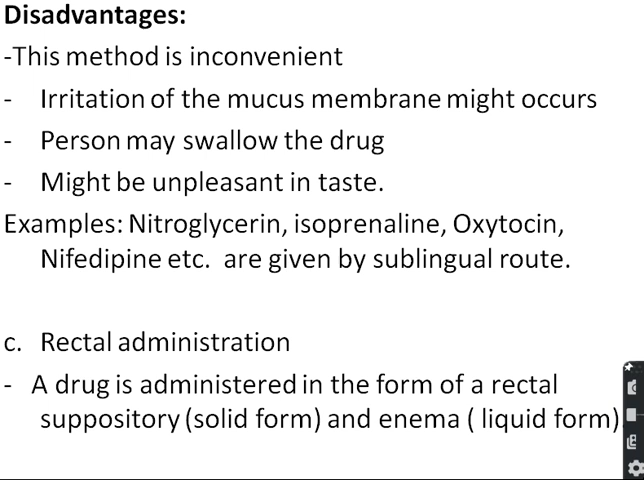 Disadvantages:
-This method is inconvenient
- Irritation of the mucus membrane might occurs
- Person may swallow the drug
- Might be unpleasant in taste.
Examples: Nitroglycerin, isoprenaline, Oxytocin,
Nifedipine etc. are given by sublingual route.
c. Rectal administration
- A drug is administered in the form of a rectal
suppository (solid form) and enema ( liquid form)